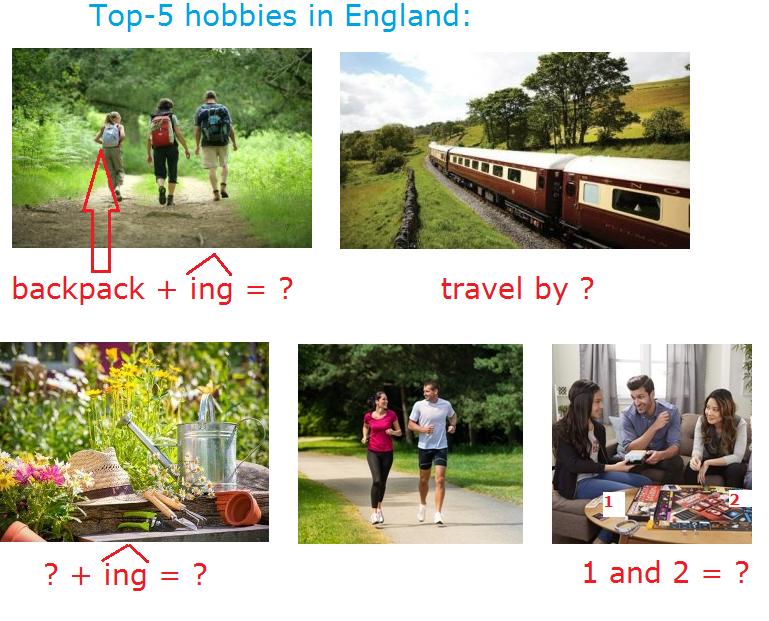 Top-5 hobbies in England:
backpack + ing = ?
travel by ?
1
2
? + ing = ?
1 and 2 = ?